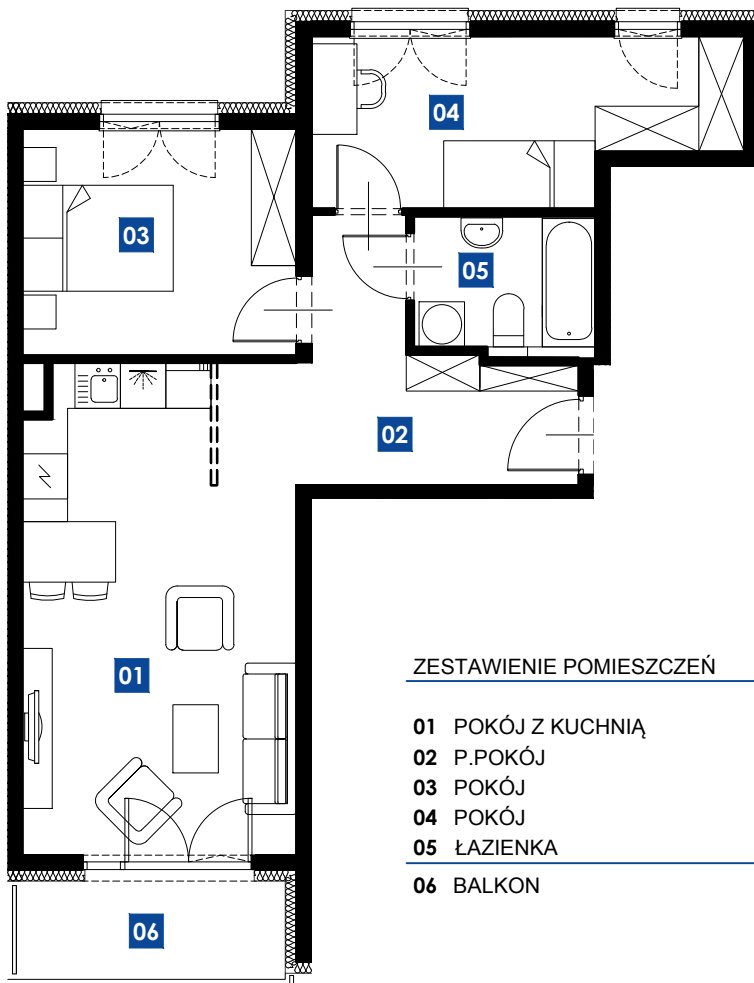 04
03
05
02
01
ZESTAWIENIE POMIESZCZEŃ
01 POKÓJ Z KUCHNIĄ
02 P.POKÓJ
03 POKÓJ
04 POKÓJ
05 ŁAZIENKA
06 BALKON
06